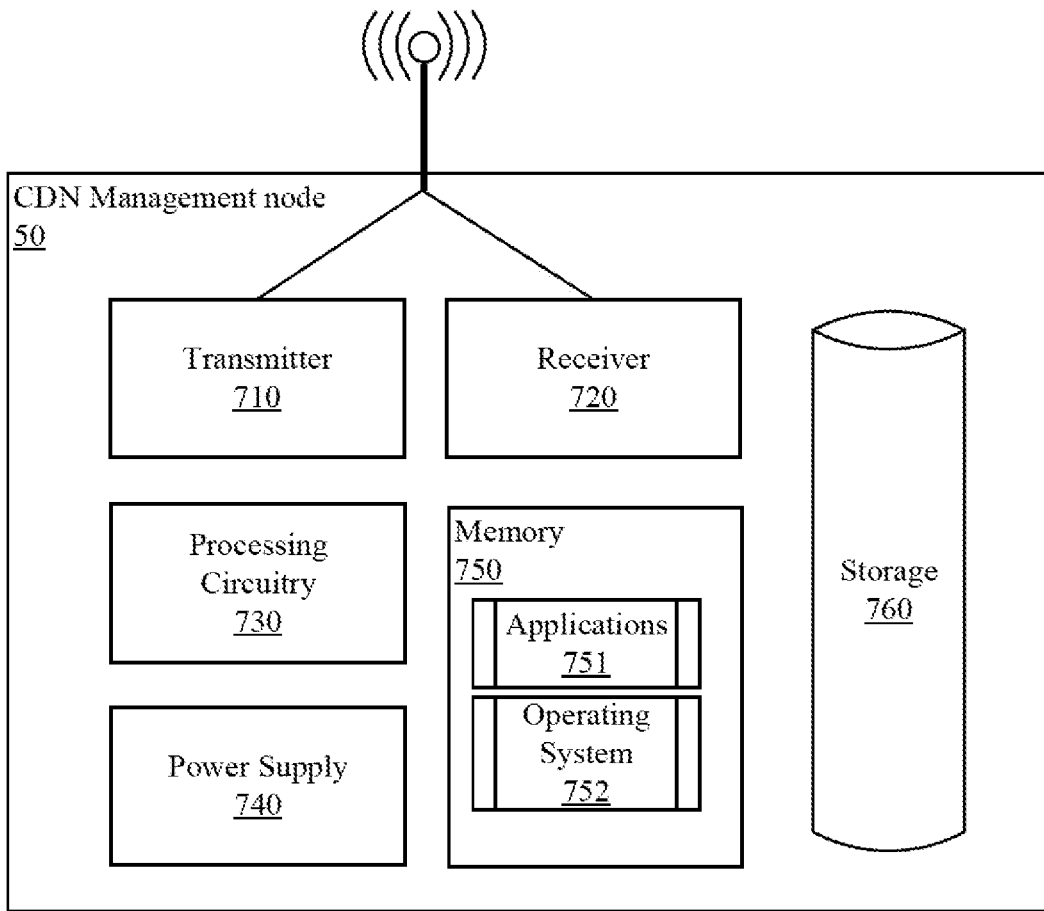 CDN Management node
50
Transmitter
710
Receiver
720
Processing
Circuitry
730
Memory
750
Applications
751
Operating
System
752
Power Supply
740
Storage
760